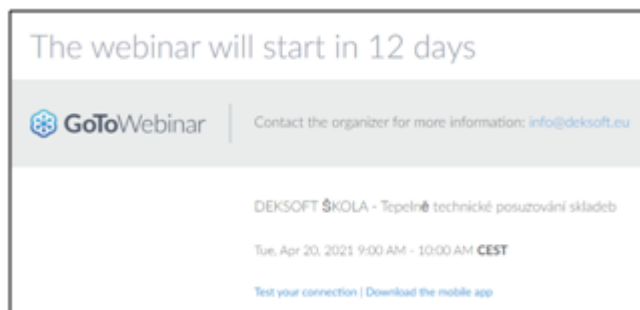 The webinar will start in 12 days
GoToWebinar
Contact the organizer for more information: info@deksoft.eu
DEKSOFT ŠKOLA - Tepelně technické posuzování skladeb
Tue, Apr 20, 2021 9:00 AM - 10:00 AM CEST
Test your connection | Download the mobile app